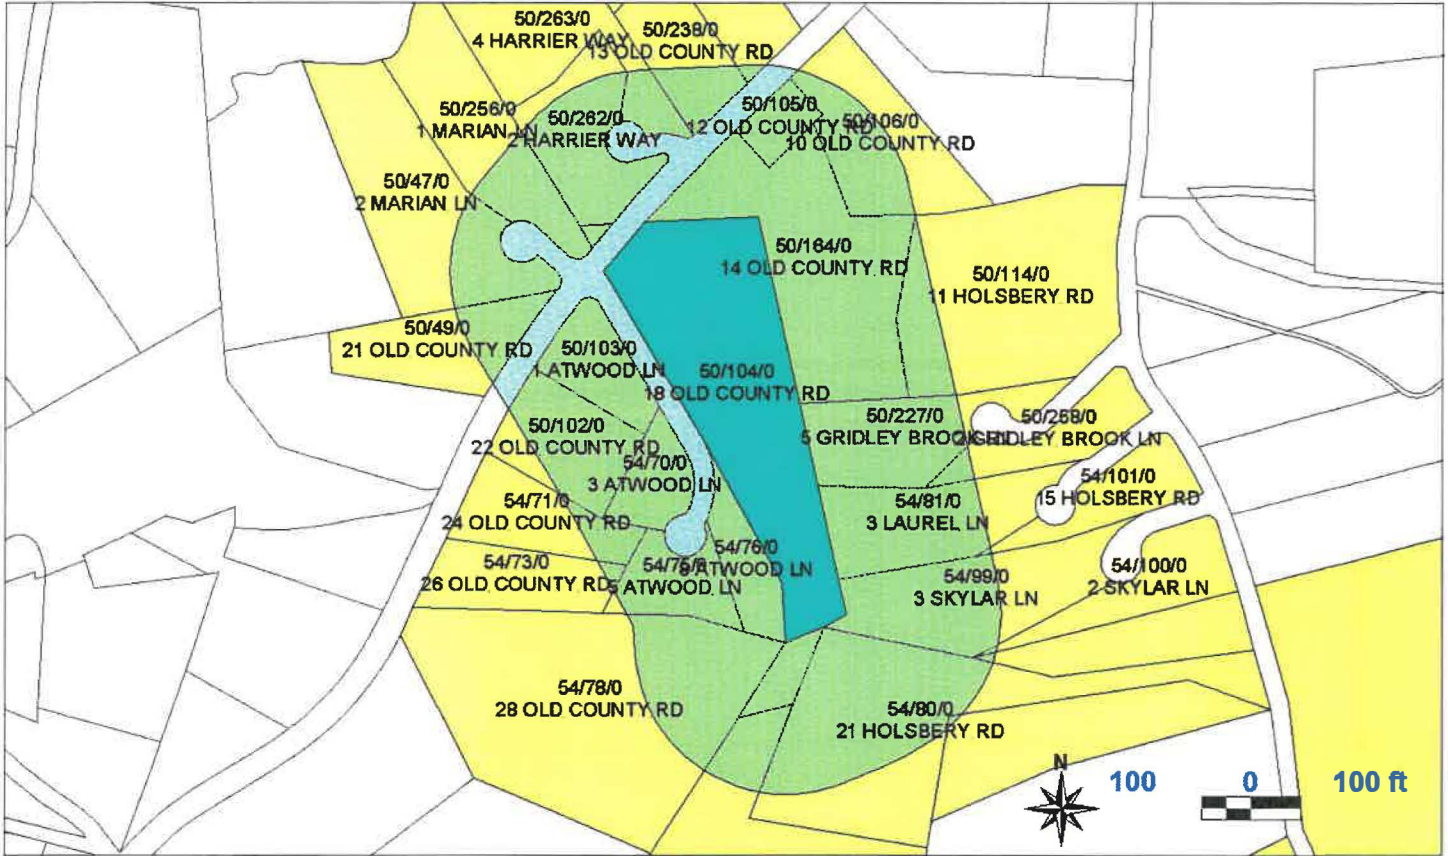 50/263/0
4 HARRIER WAY
50/238/0
13 OLD COUNTY RD
50/256/0
1 MARIAN LN
50/262/0
2 HARRIER WAY
50/105/0
12 OLD COUNTY RD
50/106/0
10 OLD COUNTY RD
50/47/0
2 MARIAN LN
50/164/0
14 OLD COUNTY RD
50/114/0
11 HOLSBERY RD
50/49/0
21 OLD COUNTY RD
50/103/0
1 ATWOOD LN
50/104/0
18 OLD COUNTY RD
50/102/0
22 OLD COUNTY RD
50/227/0
5 GRIDLEY BROOK LN
50/258/0
GRIDLEY BROOK LN
54/70/0
3 ATWOOD LN
54/71/0
24 OLD COUNTY RD
54/81/0
3 LAUREL LN
54/101/0
15 HOLSBERY RD
54/73/0
26 OLD COUNTY RD
5 ATWOOD LN
54/76/0
ATWOOD LN
54/99/0
3 SKYLAR LN
54/100/0
2 SKYLAR LN
54/78/0
28 OLD COUNTY RD
54/80/0
21 HOLSBERY RD
N
100 0 100 ft